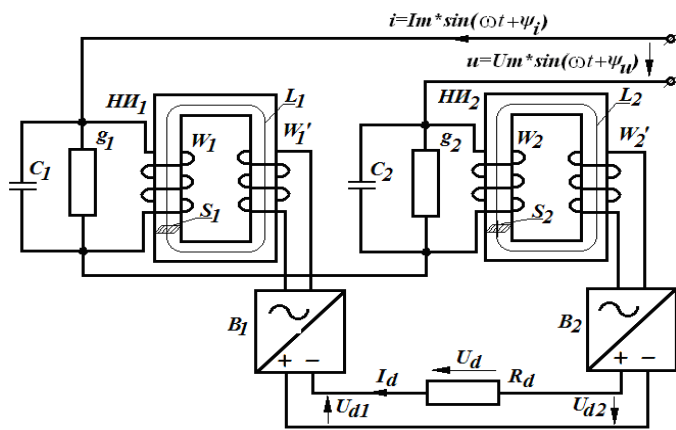 i=Im*sin(ωt+ψi)
u=Um*sin(ωt+ψu)
НИ1
L1
НИ2
L2
g1
W1
W1'
g2
W2
W2'
C1
C2
S1
S2
B1
B2
+ −
+ −
Ud
Id
Rd
Ud1
Ud2